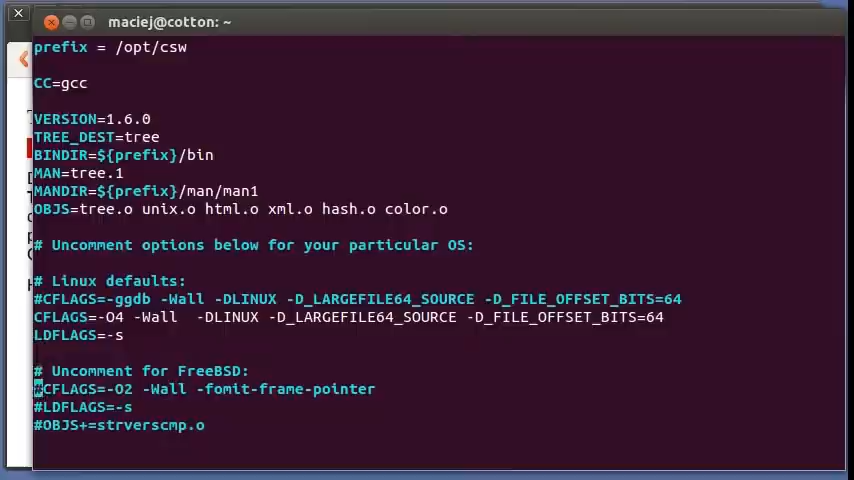 maciej@cotton: ~
prefix = /opt/csw
CC=gcc
VERSION=1.6.0
TREE_DEST=tree
BINDIR=${prefix}/bin
MAN=tree.1
MANDIR=${prefix}/man/man1
OBJS=tree.o unix.o html.o xml.o hash.o color.o
# Uncomment options below for your particular OS:
# Linux defaults:
#CFLAGS=-ggdb -Wall -DLINUX -D_LARGEFILE64_SOURCE -D_FILE_OFFSET_BITS=64
CFLAGS=-O4 -Wall  -DLINUX -D_LARGEFILE64_SOURCE -D_FILE_OFFSET_BITS=64
LDFLAGS=-s
# Uncomment for FreeBSD:
#CFLAGS=-O2 -Wall -fomit-frame-pointer
#LDFLAGS=-s
#OBJS+=strverscmp.o